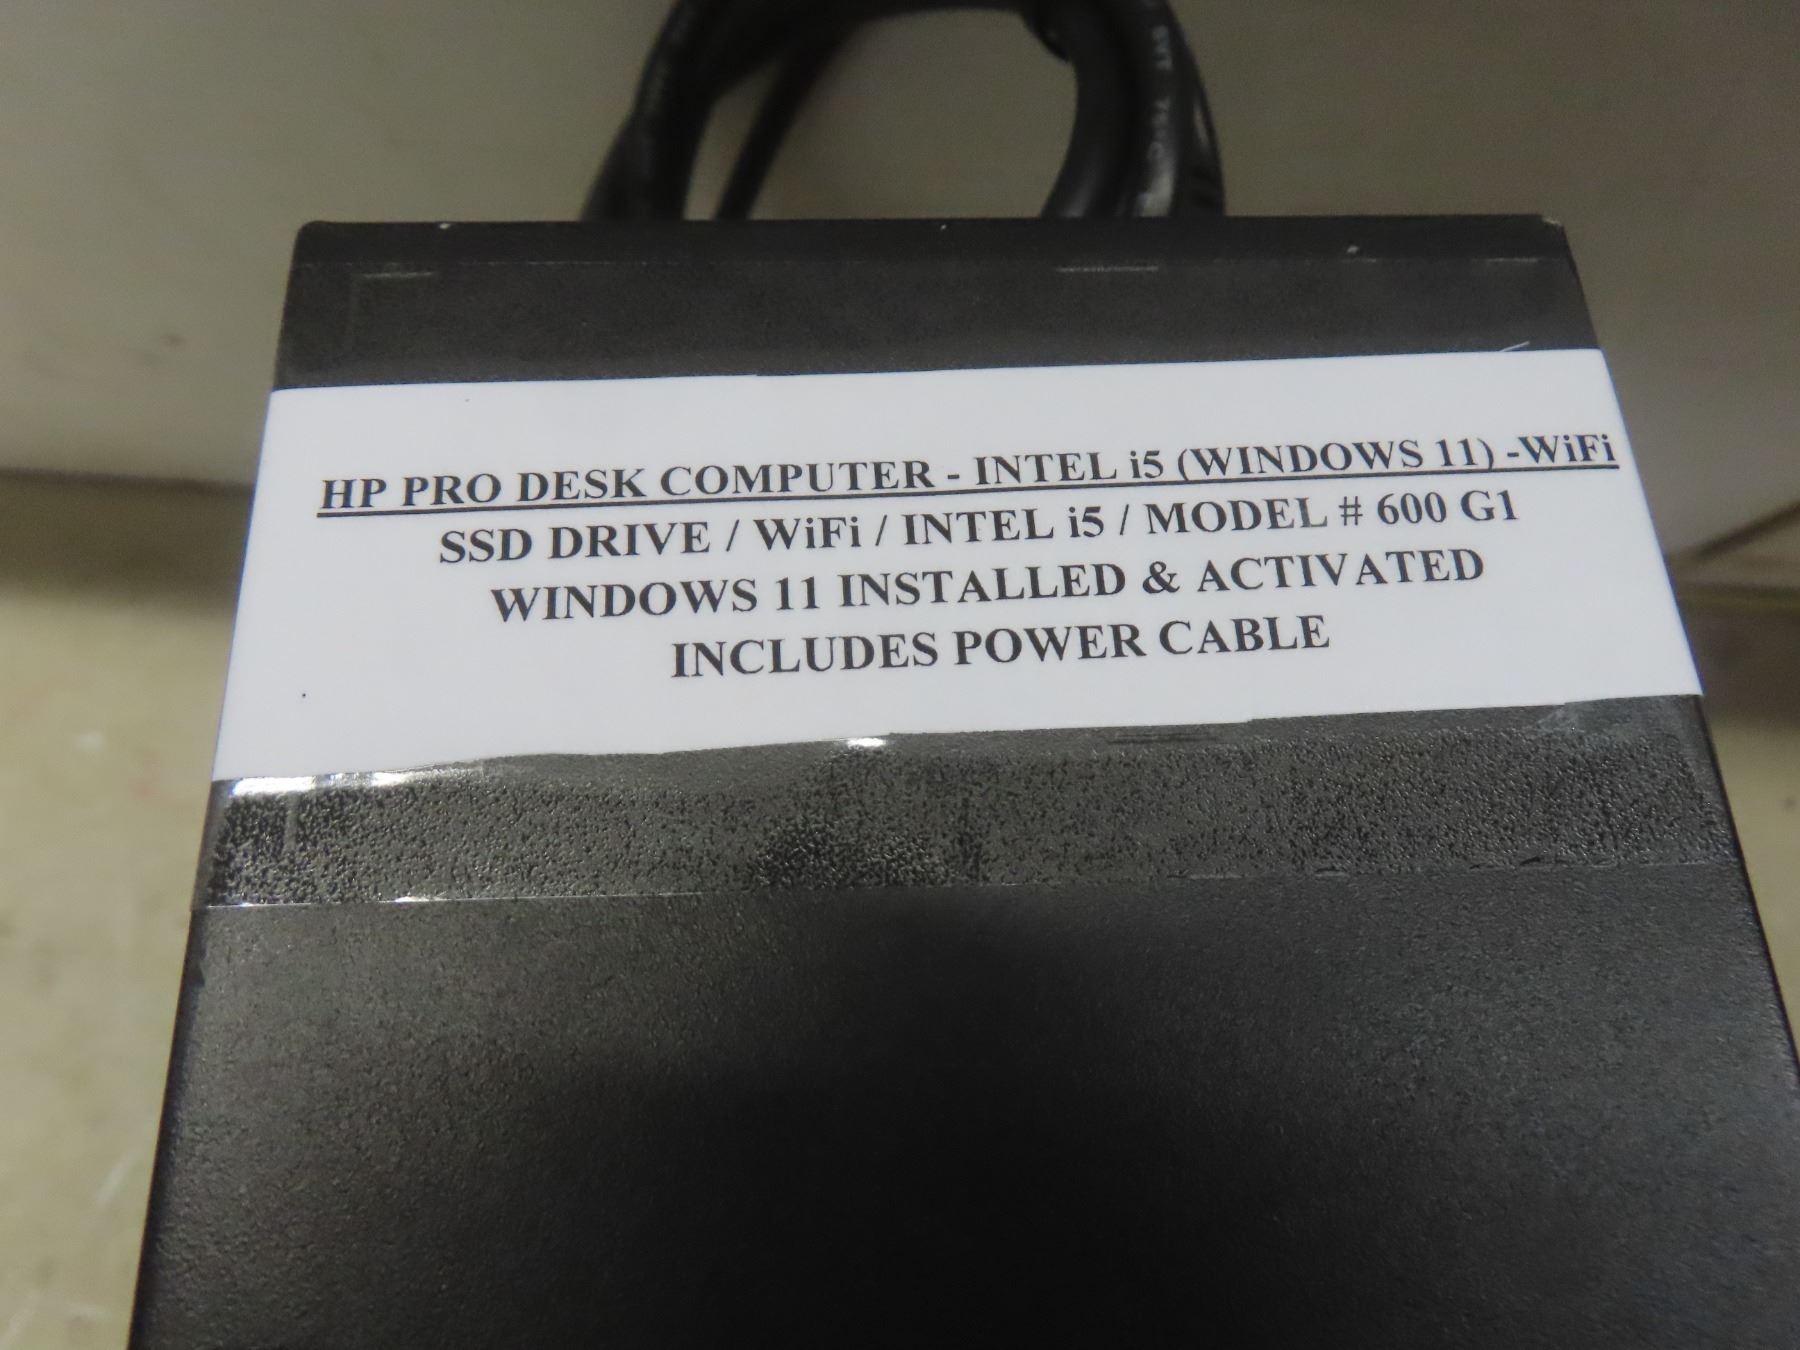 HP PRO DESK COMPUTER - INTEL i5 (WINDOWS 11) -WiFi
SSD DRIVE / WiFi / INTEL i5 / MODEL # 600 G1
WINDOWS 11 INSTALLED & ACTIVATED
INCLUDES POWER CABLE